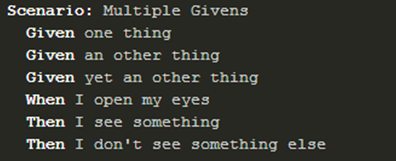 Scenario: Multiple Givens
Given one thing
Given an other thing
Given yet an other thing
When I open my eyes
Then I see something
Then I don't see something else